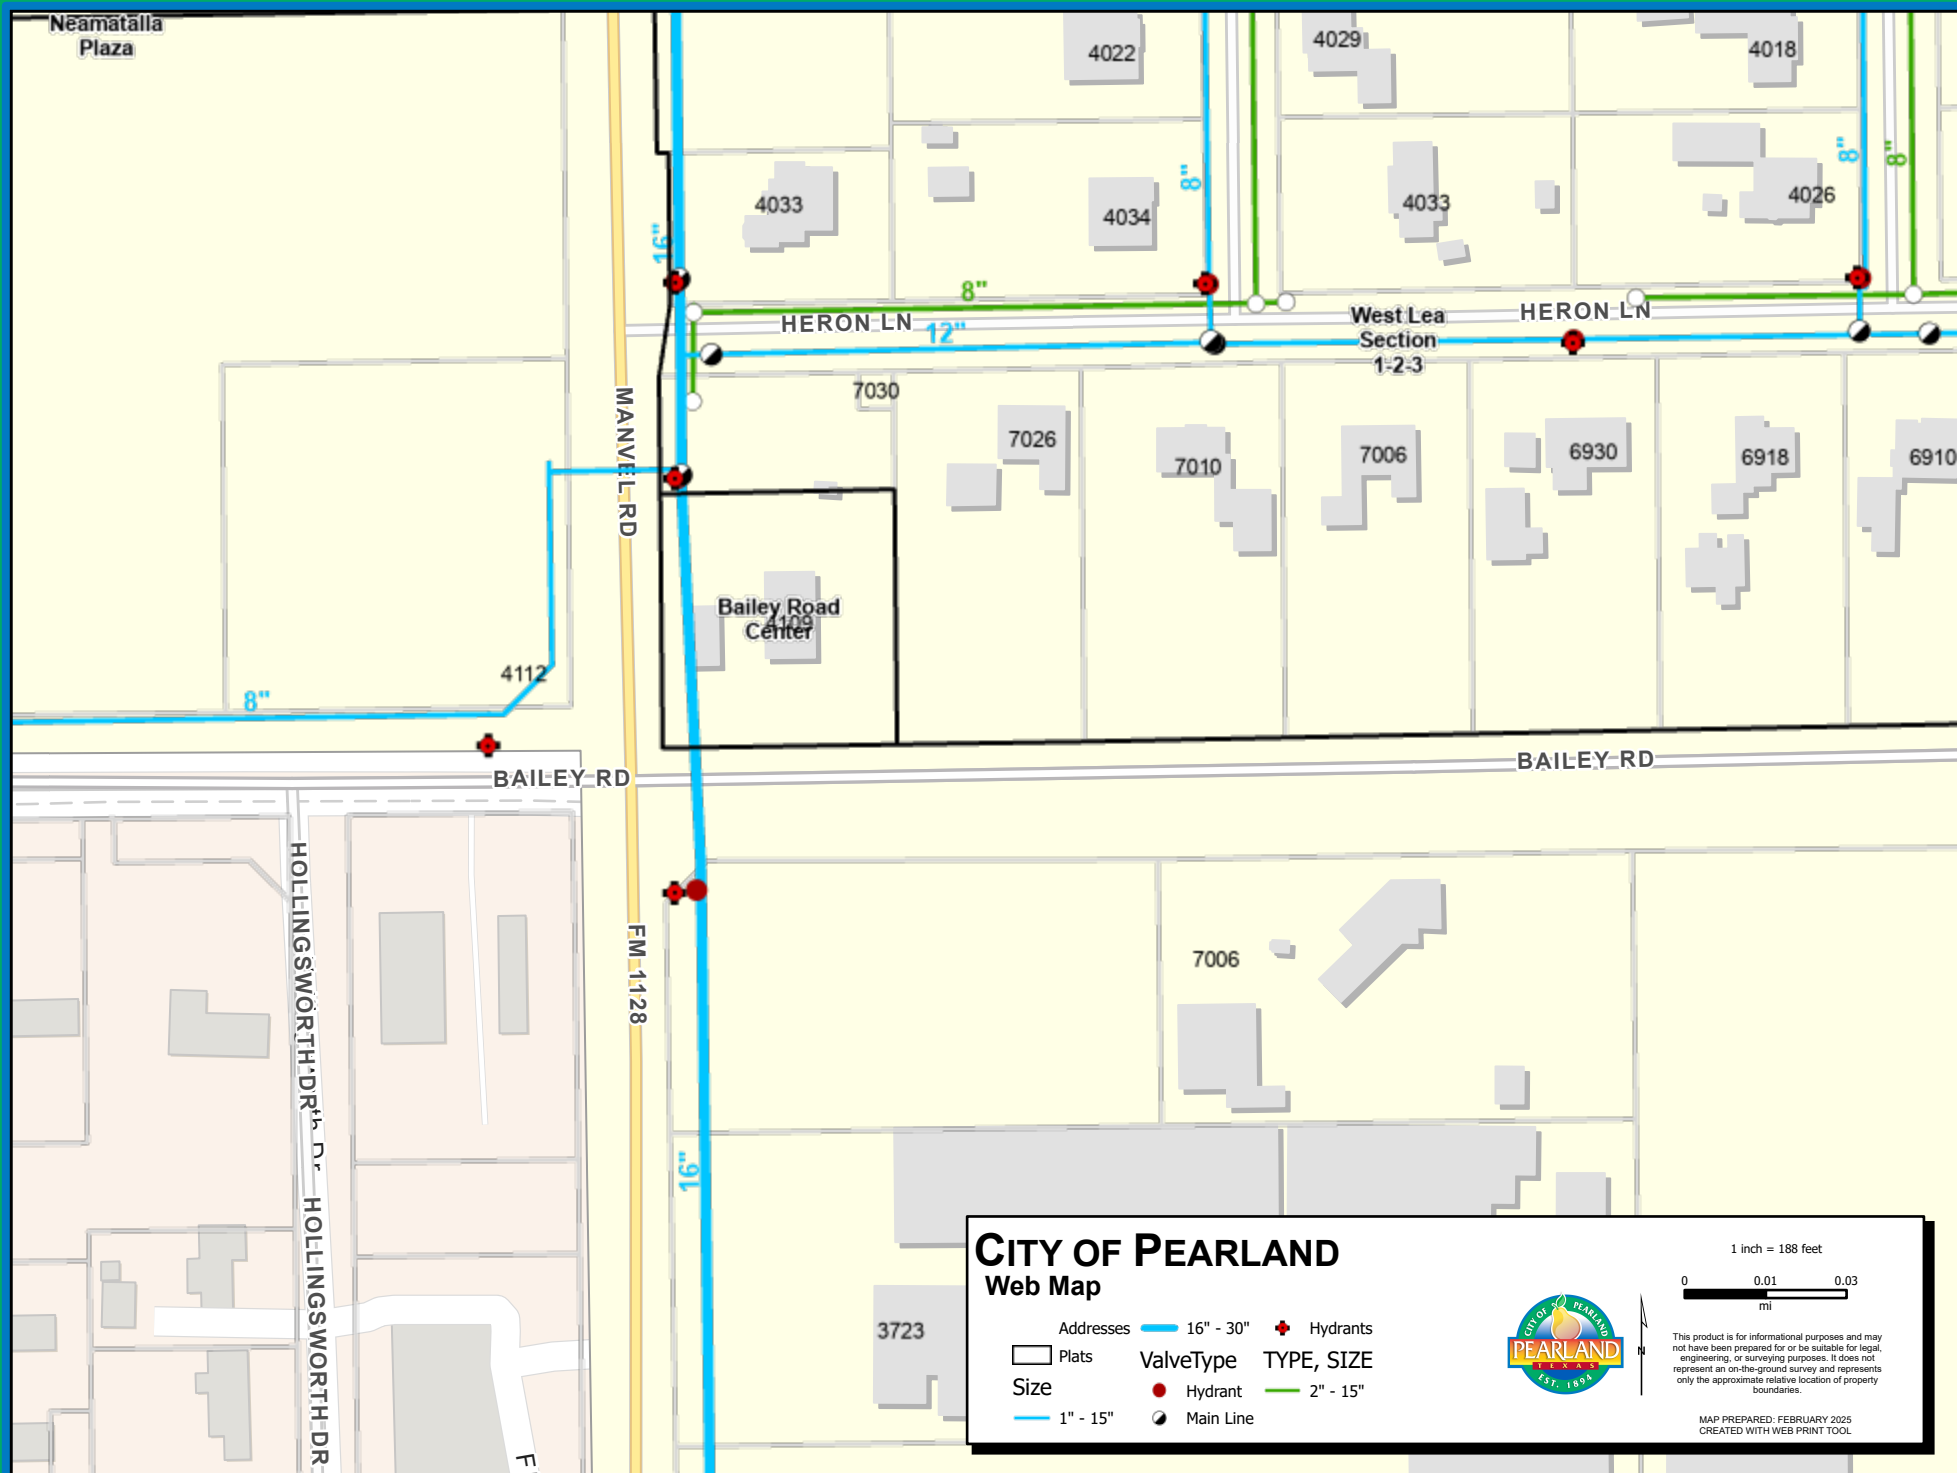 Neamatalla
Plaza
4022
4029
4018
8"
8"
8"
4033
4034
4033
4026
16"
8"
HERON LN
12"
West Lea
Section
1-2-3
HERON LN
7030
MANVEL RD
7026
7010
7006
6930
6918
6910
Bailey Road
Center
4109
4112
8"
BAILEY RD
BAILEY RD
HOLLINGSWORTH DR
FM 1128
7006
16"
HOLLINGSWORTH DR
3723
CITY OF PEARLAND
Web Map
Addresses
Plats
Size
1" - 15"
16" - 30"
ValveType
Hydrant
Main Line
Hydrants
TYPE, SIZE
2" - 15"
CITY OF PEARLAND
PEARLAND
TEXAS
EST. 1894
N
1 inch = 188 feet
0 0.01 0.03
mi
This product is for informational purposes and may
not have been prepared for or be suitable for legal,
engineering, or surveying purposes. It does not
represent an on-the-ground survey and represents
only the approximate relative location of property
boundaries.
MAP PREPARED: FEBRUARY 2025
CREATED WITH WEB PRINT TOOL